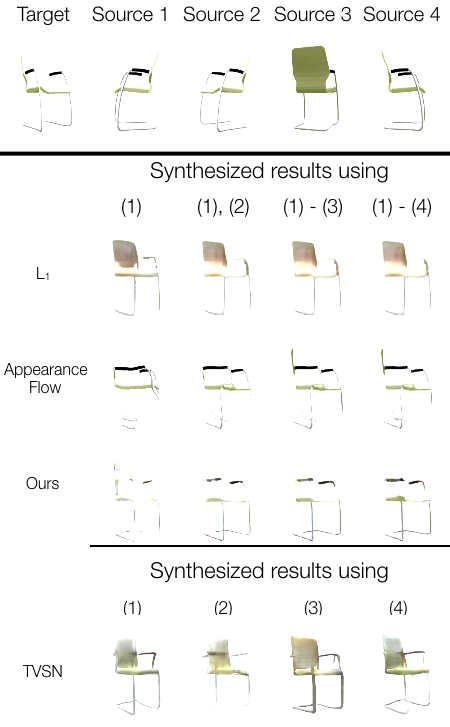 Target Source 1 Source 2 Source 3 Source 4
Synthesized results using
(1) (1), (2) (1) - (3) (1) - (4)
L₁
Appearance
Flow
Ours
Synthesized results using
(1) (2) (3) (4)
TVSN